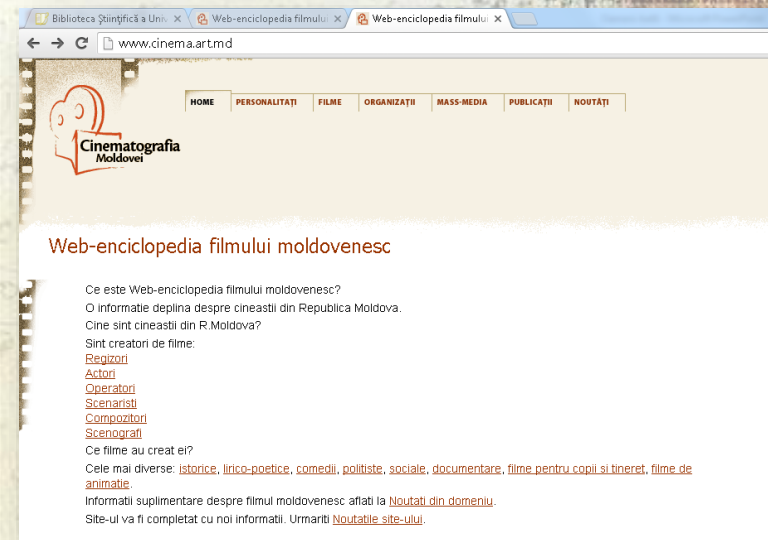 Biblioteca Ştiinţifică a Univ
Web-enciclopedia filmului
Web-enciclopedia filmului
www.cinema.art.md
HOME
PERSONALITAŢI
FILME
ORGANIZAŢII
MASS-MEDIA
PUBLICAŢII
NOUTĂŢI
Cinematografia
Moldovei
Web-enciclopedia filmului moldovenesc
Ce este Web-enciclopedia filmului moldovenesc?
O informatie deplina despre cineastii din Republica Moldova.
Cine sint cineastii din R.Moldova?
Sint creatori de filme:
Regizori
Actori
Operatori
Scenaristi
Compozitori
Scenografi
Ce filme au creat ei?
Cele mai diverse: istorice, lirico-poetice, comedii, politiste, sociale, documentare, filme pentru copii si tineret, filme de
animatie.
Informatii suplimentare despre filmul moldovenesc aflati la Noutati din domeniu.
Site-ul va fi completat cu noi informatii. Urmariti Noutatile site-ului.